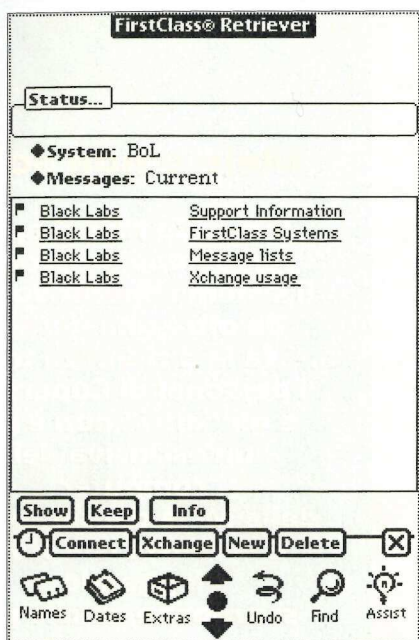 FirstClass® Retriever
Status...
◆System: BoL
◆Messages: Current
Black Labs Support Information
Black Labs FirstClass Systems
Black Labs Message lists
Black Labs Xchange usage
Show Keep Info
Connect Xchange New Delete
Names Dates Extras Undo Find Assist